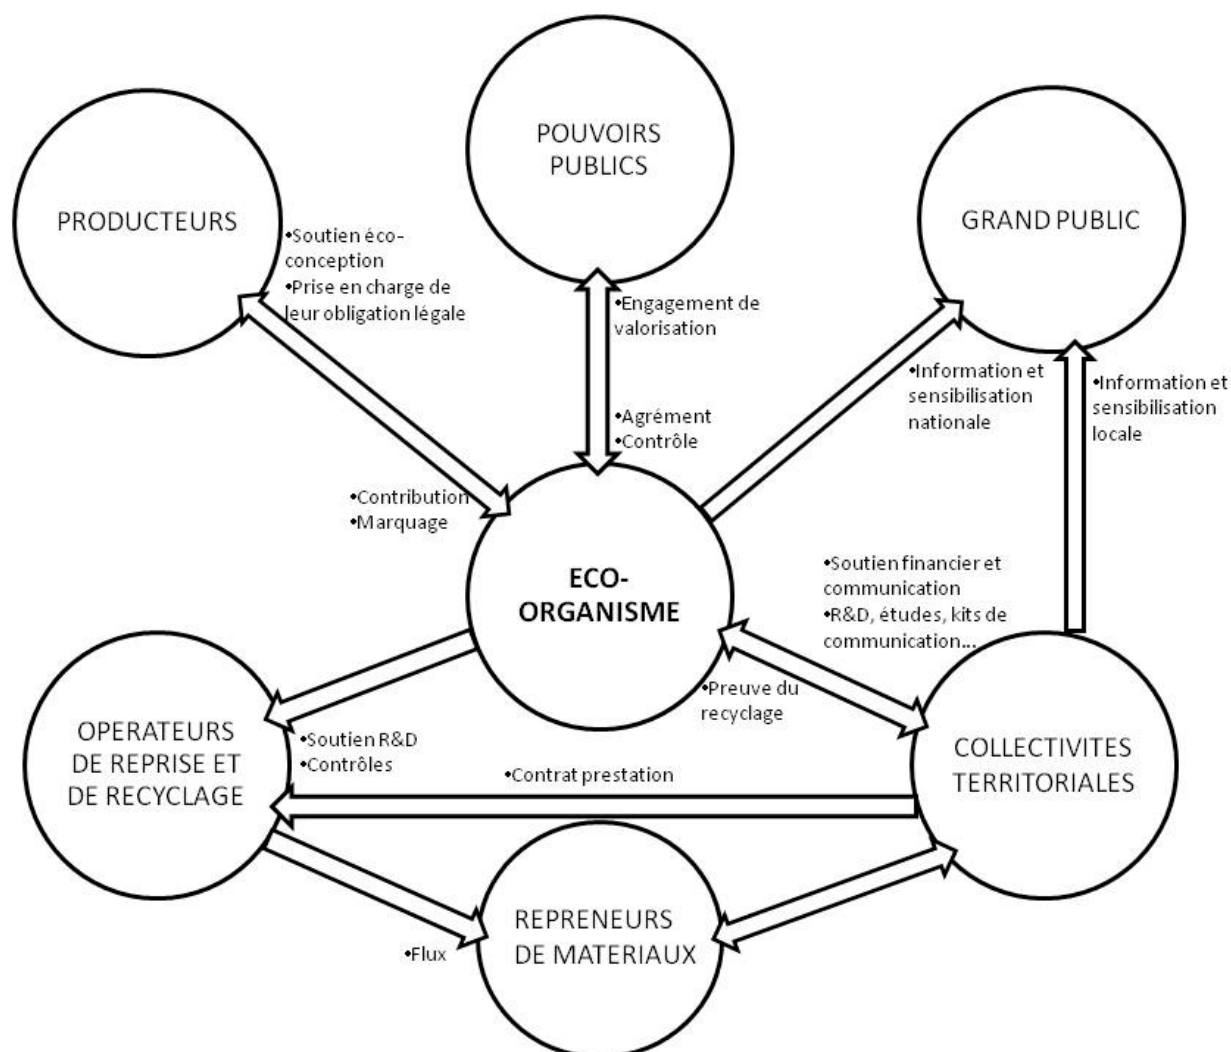 POUVOIRS
PUBLICS
PRODUCTEURS
GRAND PUBLIC
•Soutien éco-
conception
•Prise en charge de
leur obligation légale
•Engagement de
valorisation
•Information et
sensibilisation
nationale
•Information et
sensibilisation
locale
•Agrément
•Contrôle
•Contribution
•Marquage
ECO-
ORGANISME
•Soutien financier et
communication
•R&D, études, kits de
communication...
•Preuve du
recyclage
OPERATEURS
DE REPRISE ET
DE RECYCLAGE
•Soutien R&D
•Contrôles
•Contrat prestation
COLLECTIVITES
TERRITORIALES
REPRENEURS
DE MATERIAUX
•Flux